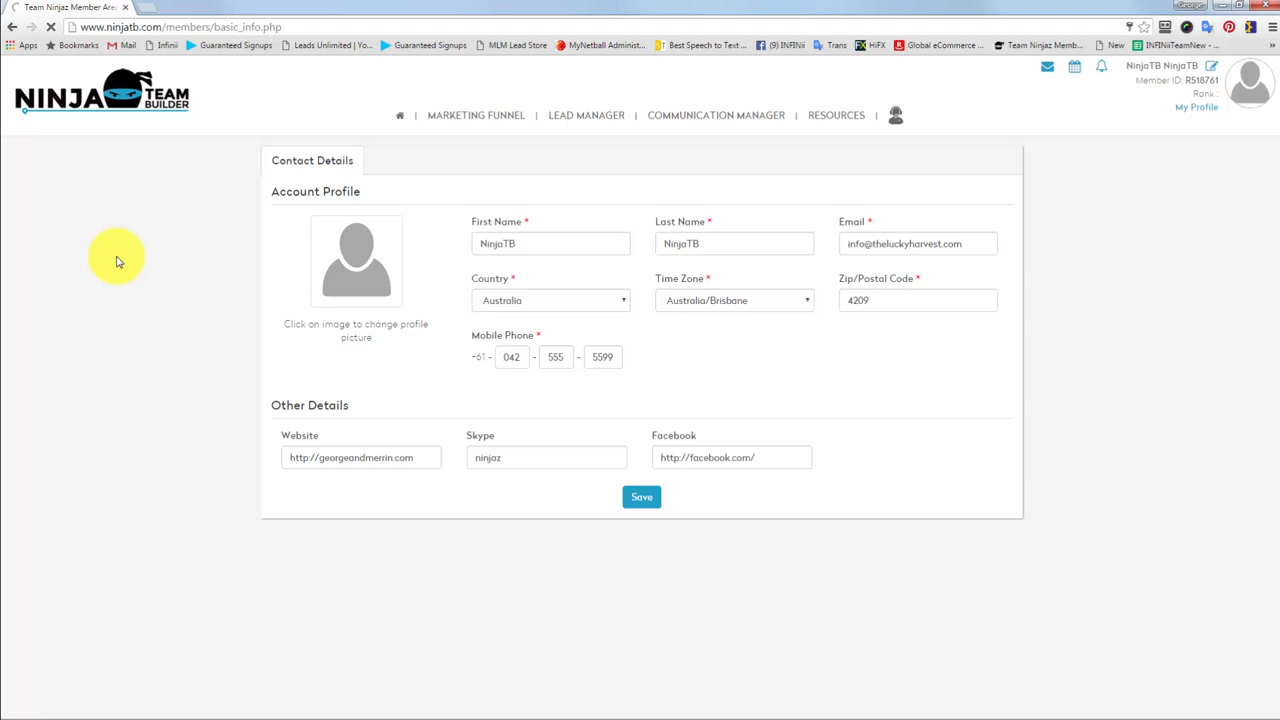 Team Ninjaz Member Are
George
www.ninjatb.com/members/basic_info.php
Apps Bookmarks Mail Infinii Guaranteed Signups Leads Unlimited | Yo... Guaranteed Signups MLM Lead Store MyNetball Administ... Best Speech to Text ... (9) INFINii Trans HiFX Global eCommerce ... Team Ninjaz Memb... New INFINiiTeamNew - ...
NINJA TEAM BUILDER
NinjaTB NinjaTB
Member ID: R518761
Rank :
My Profile
MARKETING FUNNEL | LEAD MANAGER | COMMUNICATION MANAGER | RESOURCES |
Contact Details
Account Profile
First Name * Last Name * Email *
NinjaTB NinjaTB info@theluckyharvest.com
Country * Time Zone * Zip/Postal Code *
Australia Australia/Brisbane 4209
Click on image to change profile
picture
Mobile Phone *
+61 - 042 - 555 - 5599
Other Details
Website Skype Facebook
http://georgeandmerrin.com ninjaz http://facebook.com/
Save